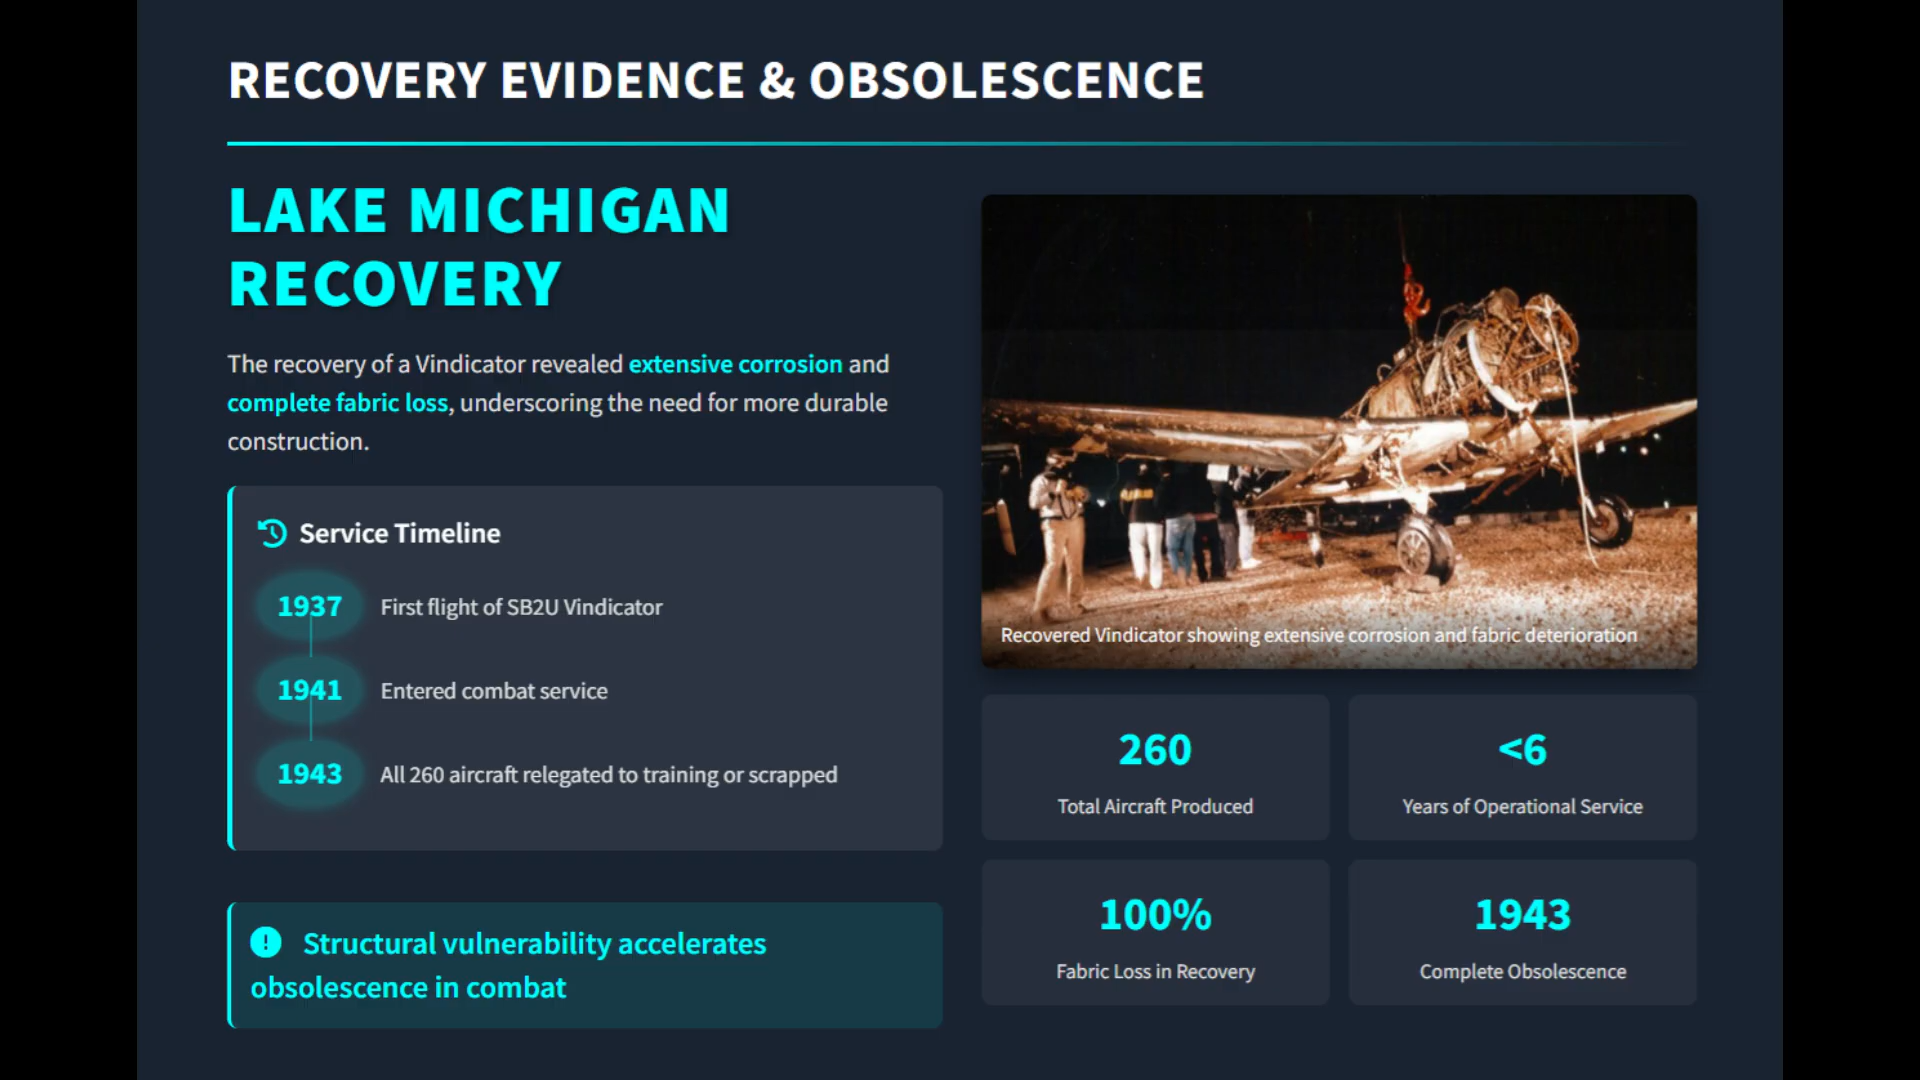 RECOVERY EVIDENCE & OBSOLESCENCE
LAKE MICHIGAN
RECOVERY
The recovery of a Vindicator revealed extensive corrosion and
complete fabric loss, underscoring the need for more durable
construction.
Service Timeline
1937 First flight of SB2U Vindicator
1941 Entered combat service
1943 All 260 aircraft relegated to training or scrapped
Structural vulnerability accelerates
obsolescence in combat
Recovered Vindicator showing extensive corrosion and fabric deterioration
260
Total Aircraft Produced
<6
Years of Operational Service
100%
Fabric Loss in Recovery
1943
Complete Obsolescence